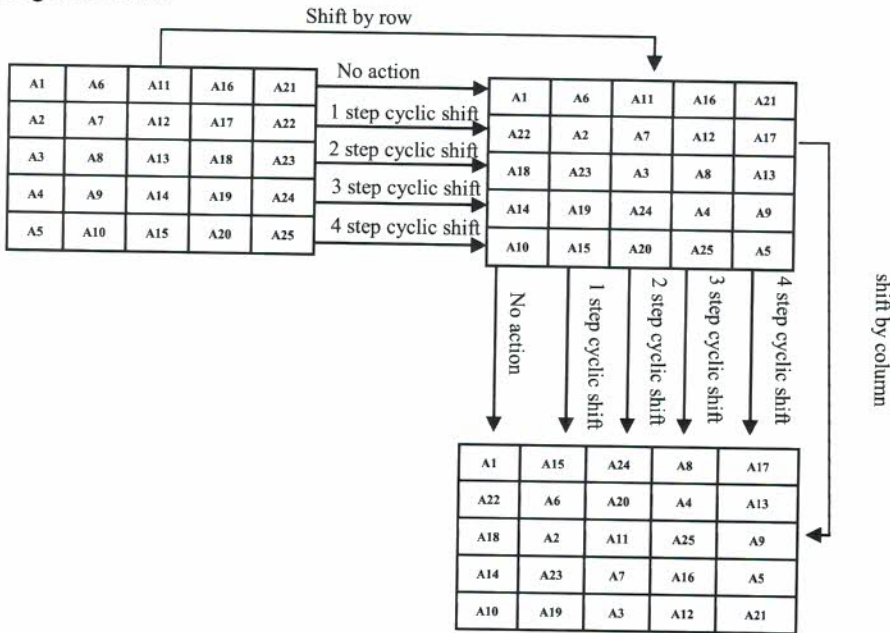 Shift by row
A1 A6 A11 A16 A21
A2 A7 A12 A17 A22
A3 A8 A13 A18 A23
A4 A9 A14 A19 A24
A5 A10 A15 A20 A25
No action
1 step cyclic shift
2 step cyclic shift
3 step cyclic shift
4 step cyclic shift
A1 A6 A11 A16 A21
A22 A2 A7 A12 A17
A18 A23 A3 A8 A13
A14 A19 A24 A4 A9
A10 A15 A20 A25 A5
No action
1 step cyclic shift
2 step cyclic shift
3 step cyclic shift
4 step cyclic shift
shift by column
A1 A15 A24 A8 A17
A22 A6 A20 A4 A13
A18 A2 A11 A25 A9
A14 A23 A7 A16 A5
A10 A19 A3 A12 A21